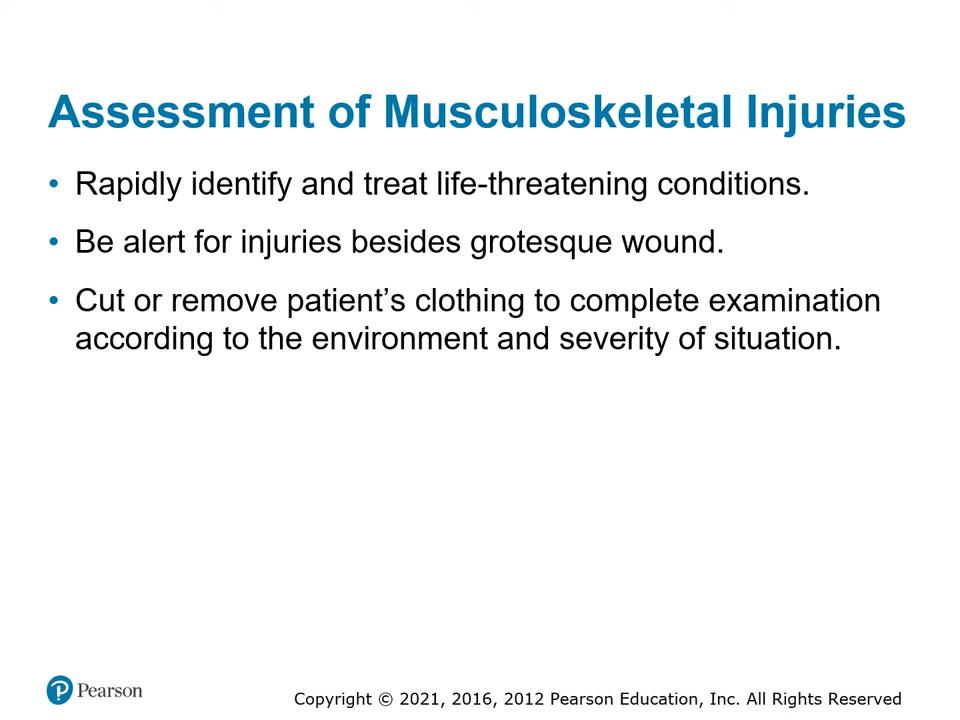 Assessment of Musculoskeletal Injuries
• Rapidly identify and treat life-threatening conditions.
• Be alert for injuries besides grotesque wound.
• Cut or remove patient’s clothing to complete examination
according to the environment and severity of situation.
Pearson
Copyright © 2021, 2016, 2012 Pearson Education, Inc. All Rights Reserved